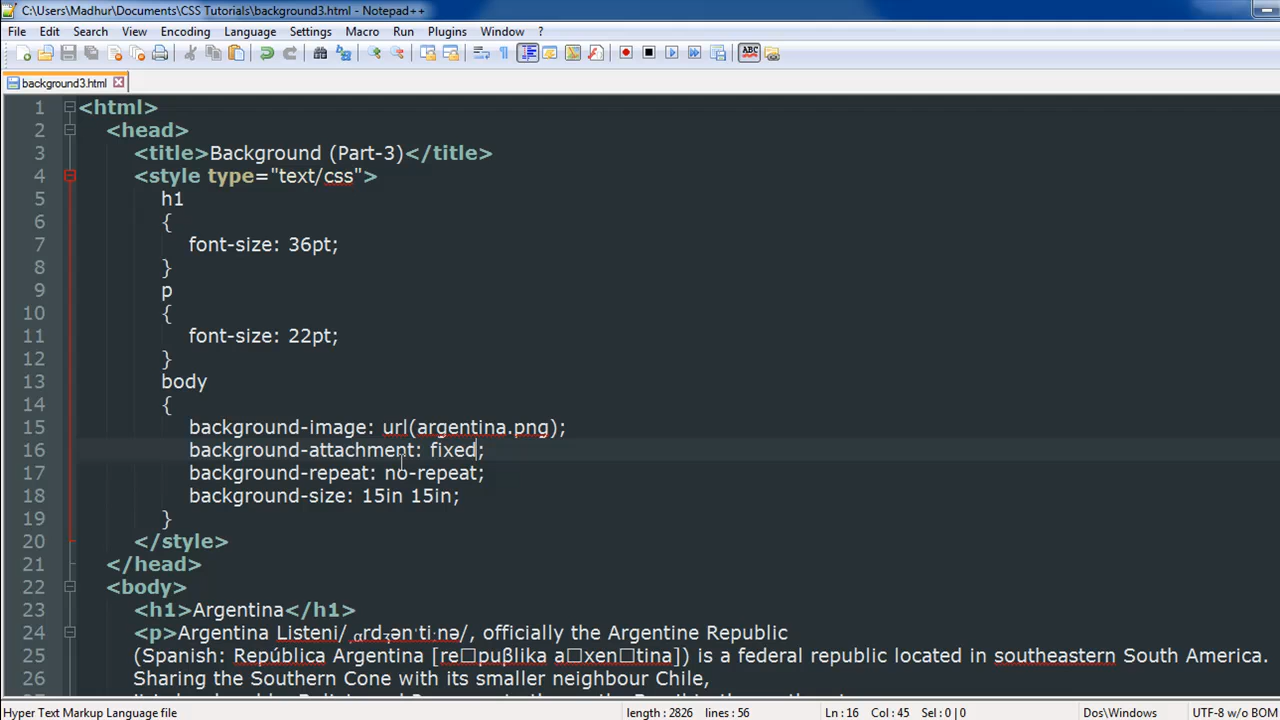 C:\Users\Madhur\Documents\CSS Tutorials\background3.html - Notepad++
File Edit Search View Encoding Language Settings Macro Run Plugins Window ?
ABC
background3.html
1 <html>
2 <head>
3 <title>Background (Part-3)</title>
4 <style type="text/css">
5 h1
6 {
7 font-size: 36pt;
8 }
9 p
10 {
11 font-size: 22pt;
12 }
13 body
14 {
15 background-image: url(argentina.png);
16 background-attachment: fixed;
17 background-repeat: no-repeat;
18 background-size: 15in 15in;
19 }
20 </style>
21 </head>
22 <body>
23 <h1>Argentina</h1>
24 <p>Argentina Listeni/ˌɑrdʒənˈtiːnə/, officially the Argentine Republic
25 (Spanish: República Argentina [re□puβlika a□xen□tina]) is a federal republic located in southeastern South America.
26 Sharing the Southern Cone with its smaller neighbour Chile,
27
Hyper Text Markup Language file length : 2826 lines : 56 Ln : 16 Col : 45 Sel : 0 | 0 Dos\Windows UTF-8 w/o BOM